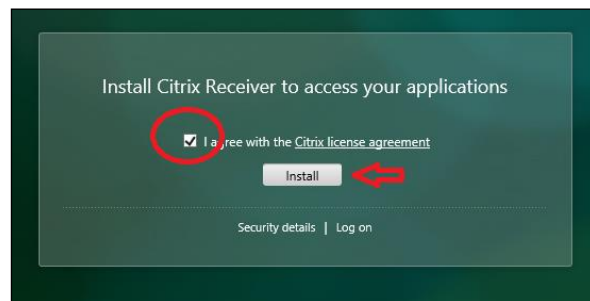 Install Citrix Receiver to access your applications
I agree with the Citrix license agreement
Install
Security details | Log on